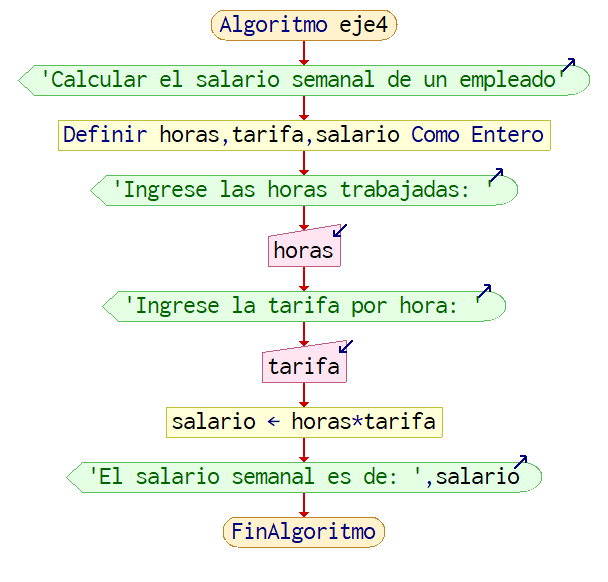 Algoritmo eje4
'Calcular el salario semanal de un empleado'
Definir horas,tarifa,salario Como Entero
'Ingrese las horas trabajadas: '
horas
'Ingrese la tarifa por hora: '
tarifa
salario ← horas*tarifa
'El salario semanal es de: ',salario
FinAlgoritmo